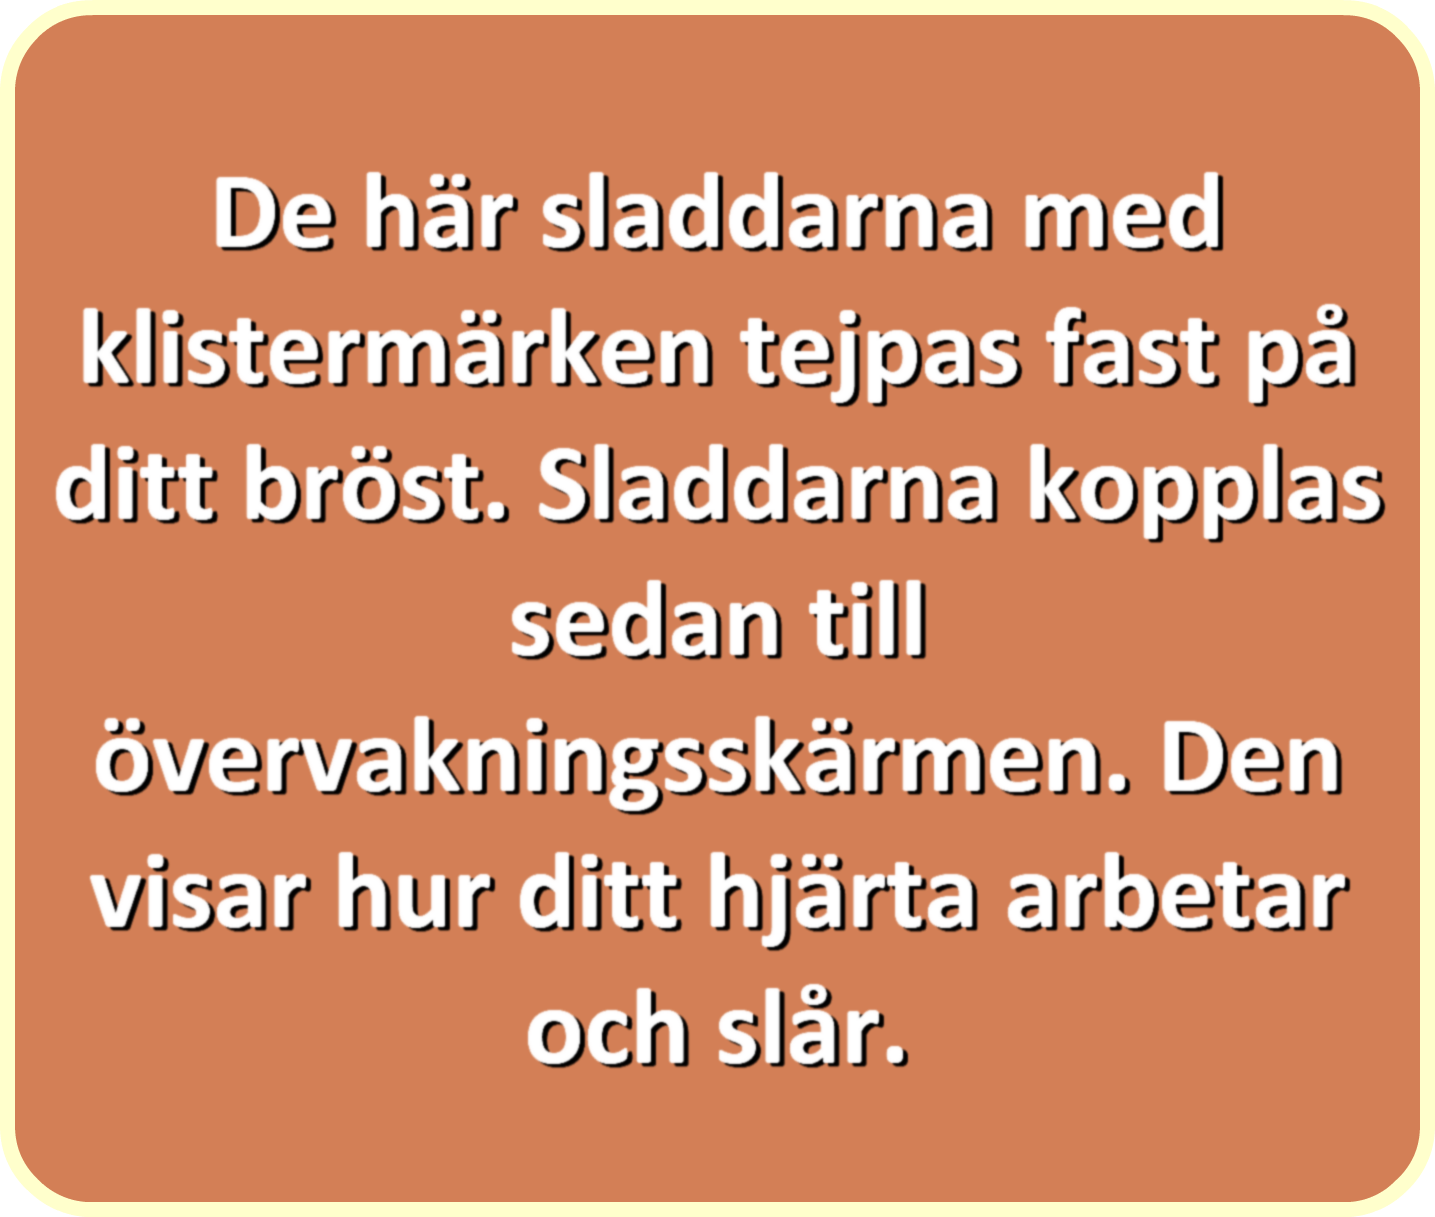 De här sladdarna med
klistermärken tejpas fast på
ditt bröst. Sladdarna kopplas
sedan till
övervakningsskärmen. Den
visar hur ditt hjärta arbetar
och slår.